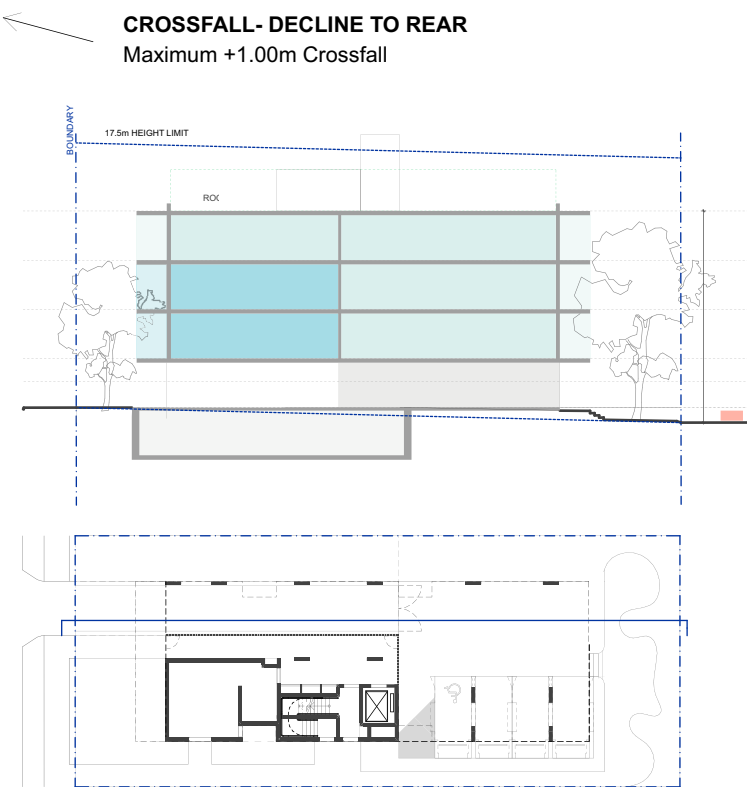 CROSSFALL- DECLINE TO REAR
Maximum +1.00m Crossfall
BOUNDARY
17.5m HEIGHT LIMIT